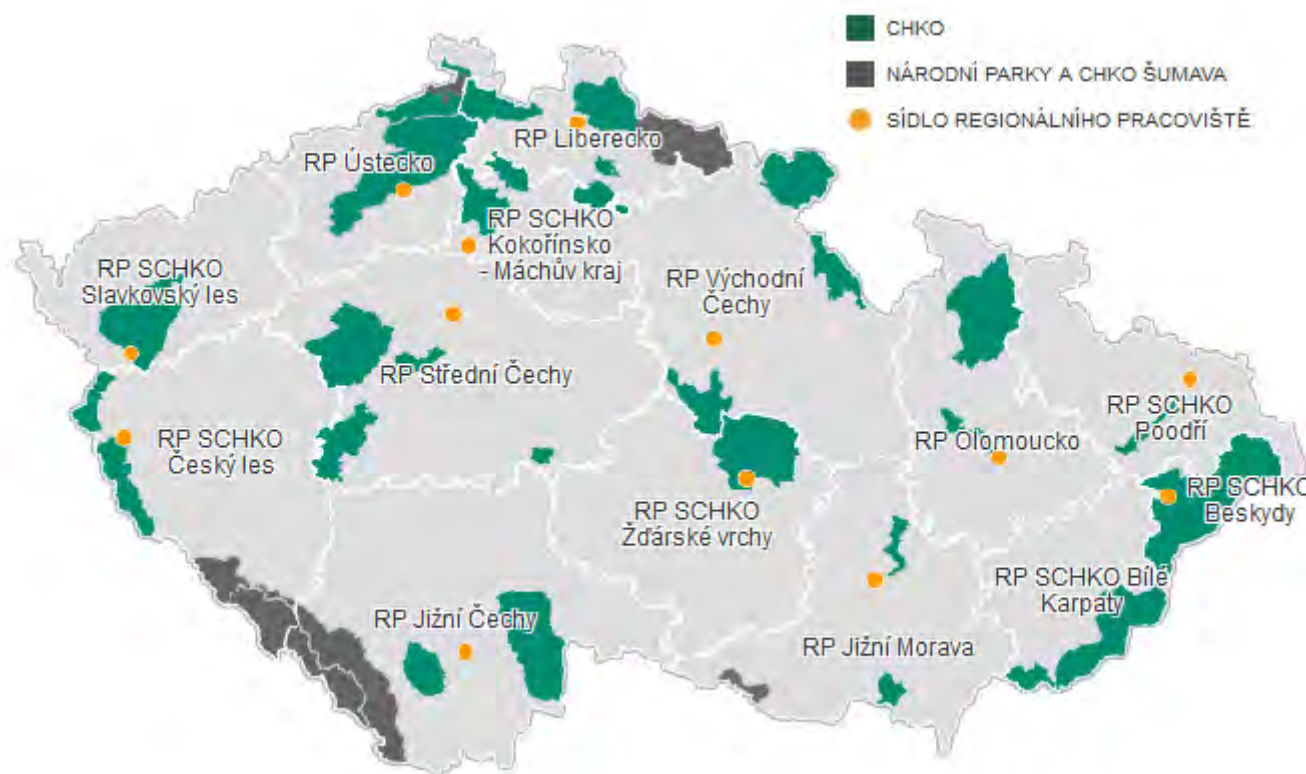 CHKO
NÁRODNÍ PARKY A CHKO ŠUMAVA
SÍDLO REGIONÁLNÍHO PRACOVIŠTĚ
RP Liberecko
RP Ústecko
RP SCHKO
Kokořínsko
- Máchův kraj
RP SCHKO
Slavkovský les
RP Východní
Čechy
RP Střední Čechy
RP SCHKO
Poodří
RP SCHKO
Český les
RP Olomoucko
RP SCHKO
Beskydy
RP SCHKO
Žďárské vrchy
RP SCHKO Bílé
Karpaty
RP Jižní Čechy
RP Jižní Morava